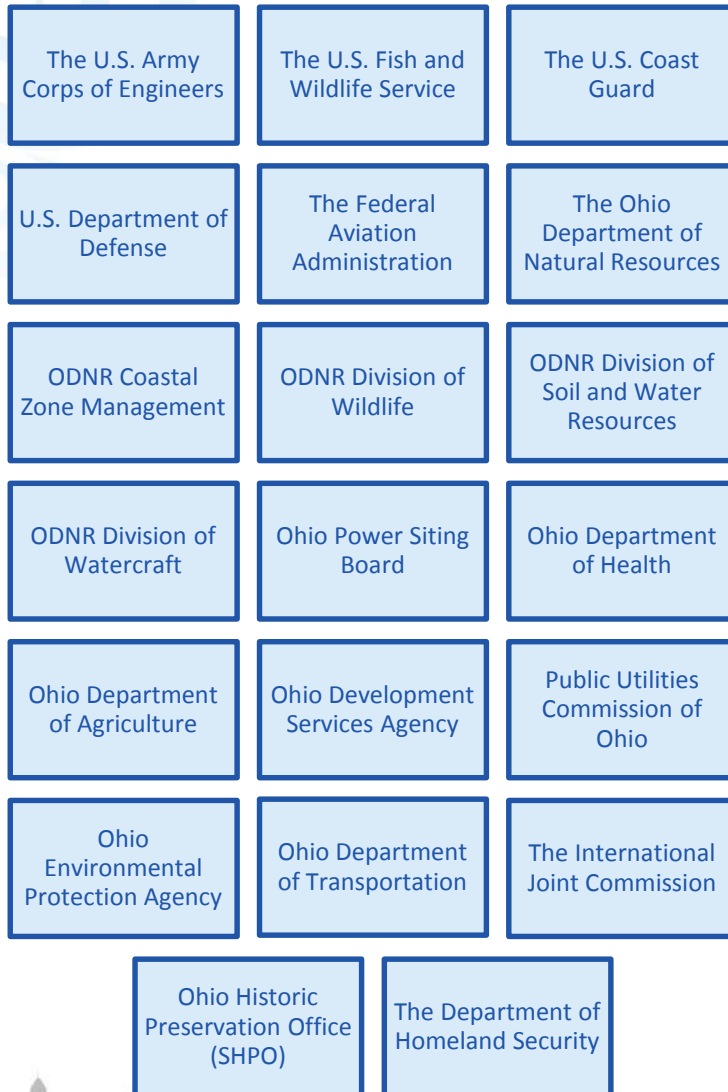 The U.S. Army
Corps of Engineers
The U.S. Fish and
Wildlife Service
The U.S. Coast
Guard
U.S. Department of
Defense
The Federal
Aviation
Administration
The Ohio
Department of
Natural Resources
ODNR Coastal
Zone Management
ODNR Division of
Wildlife
ODNR Division of
Soil and Water
Resources
ODNR Division of
Watercraft
Ohio Power Siting
Board
Ohio Department
of Health
Ohio Department
of Agriculture
Ohio Development
Services Agency
Public Utilities
Commission of
Ohio
Ohio
Environmental
Protection Agency
Ohio Department
of Transportation
The International
Joint Commission
Ohio Historic
Preservation Office
(SHPO)
The Department of
Homeland Security